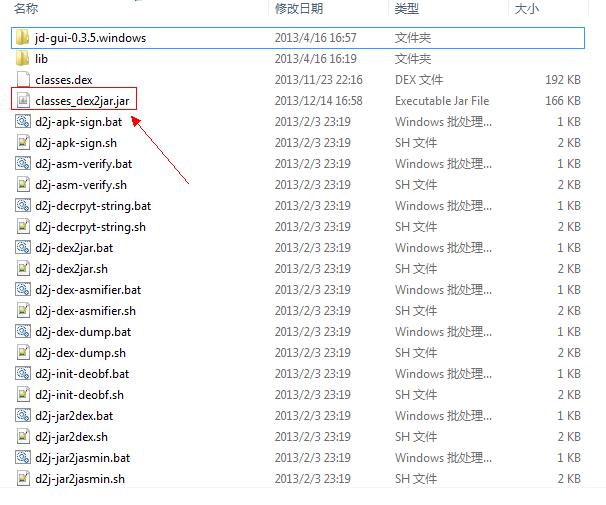 名称 修改日期 类型 大小
jd-gui-0.3.5.windows 2013/4/16 16:57 文件夹
lib 2013/4/16 16:19 文件夹
classes.dex 2013/11/23 22:16 DEX 文件 192 KB
classes_dex2jar.jar 2013/12/14 16:58 Executable Jar File 166 KB
d2j-apk-sign.bat 2013/2/3 23:19 Windows 批处理... 1 KB
d2j-apk-sign.sh 2013/2/3 23:19 SH 文件 2 KB
d2j-asm-verify.bat 2013/2/3 23:19 Windows 批处理... 1 KB
d2j-asm-verify.sh 2013/2/3 23:19 SH 文件 2 KB
d2j-decrpyt-string.bat 2013/2/3 23:19 Windows 批处理... 1 KB
d2j-decrpyt-string.sh 2013/2/3 23:19 SH 文件 2 KB
d2j-dex2jar.bat 2013/2/3 23:19 Windows 批处理... 1 KB
d2j-dex2jar.sh 2013/2/3 23:19 SH 文件 2 KB
d2j-dex-asmifier.bat 2013/2/3 23:19 Windows 批处理... 1 KB
d2j-dex-asmifier.sh 2013/2/3 23:19 SH 文件 2 KB
d2j-dex-dump.bat 2013/2/3 23:19 Windows 批处理... 1 KB
d2j-dex-dump.sh 2013/2/3 23:19 SH 文件 2 KB
d2j-init-deobf.bat 2013/2/3 23:19 Windows 批处理... 1 KB
d2j-init-deobf.sh 2013/2/3 23:19 SH 文件 2 KB
d2j-jar2dex.bat 2013/2/3 23:19 Windows 批处理... 1 KB
d2j-jar2dex.sh 2013/2/3 23:19 SH 文件 2 KB
d2j-jar2jasmin.bat 2013/2/3 23:19 Windows 批处理... 1 KB
d2j-jar2jasmin.sh 2013/2/3 23:19 SH 文件 2 KB